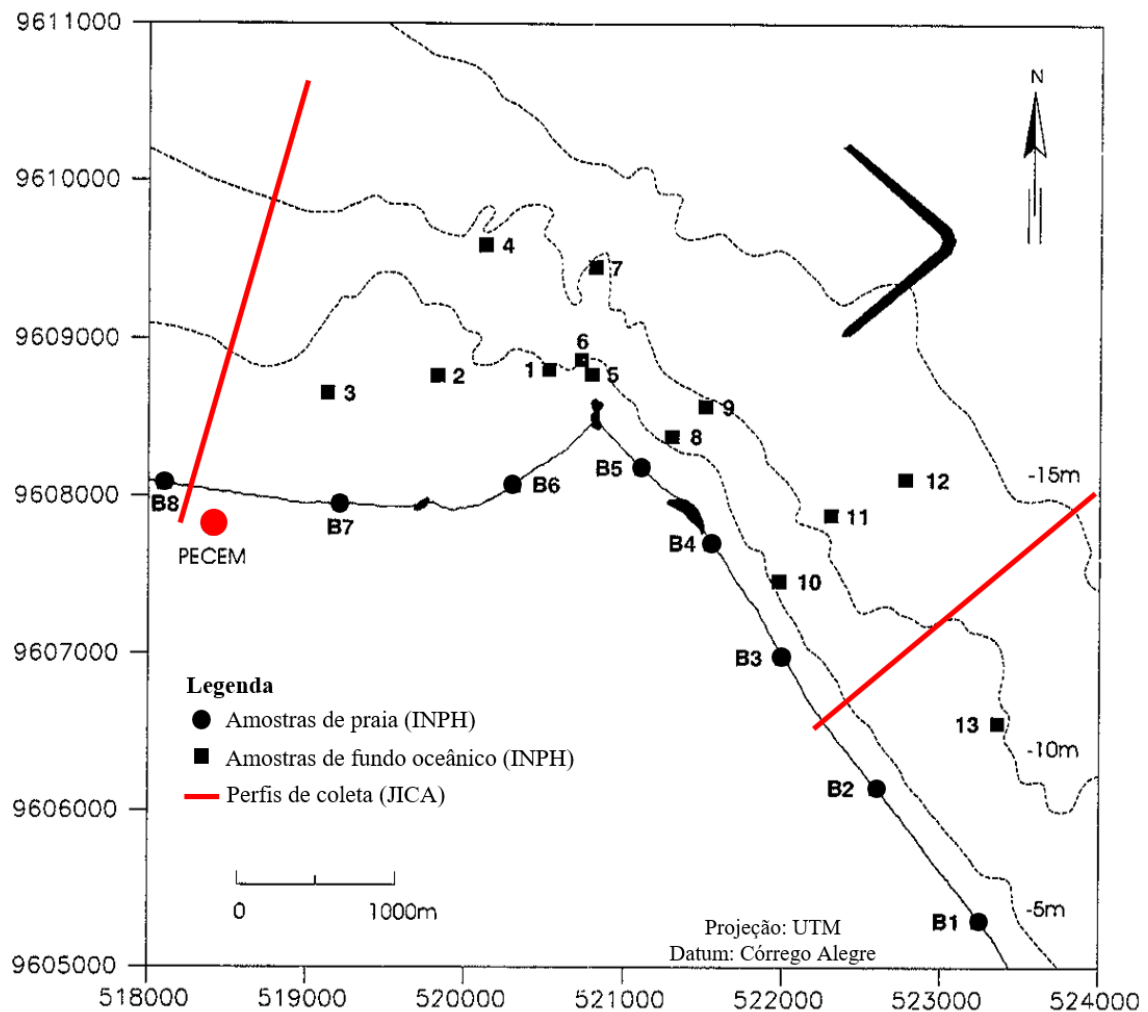 9611000
N
9610000
4
7
9609000
6
1
5
2
3
9
8
B5
B6
-15m
9608000
B8
B7
12
11
PECEM
B4
10
9607000
B3
Legenda
Amostras de praia (INPH)
13
Amostras de fundo oceânico (INPH)
-10m
Perfis de coleta (JICA)
B2
9606000
0 1000m
-5m
B1
Projeção: UTM
Datum: Córrego Alegre
9605000
518000 519000 520000 521000 522000 523000 524000